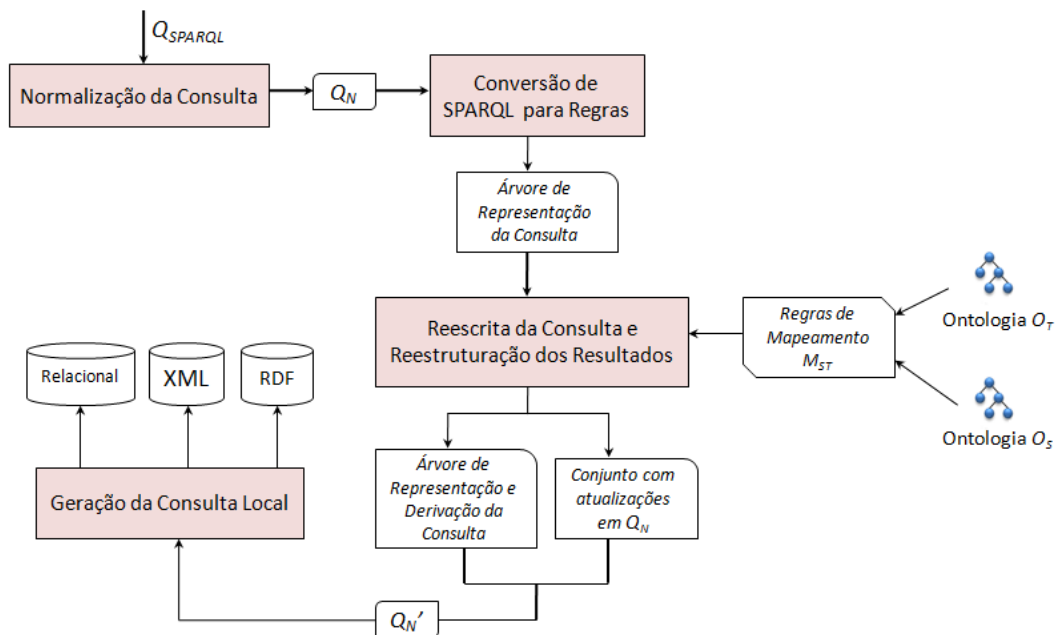 Q_SPARQL
Normalização da Consulta
Q_N
Conversão de
SPARQL para Regras
Árvore de
Representação
da Consulta
Reescrita da Consulta e
Reestruturação dos Resultados
Regras de
Mapeamento
M_ST
Ontologia O_T
Ontologia O_S
Relacional
XML
RDF
Geração da Consulta Local
Árvore de
Representação e
Derivação da
Consulta
Conjunto com
atualizações
em Q_N
Q_N'